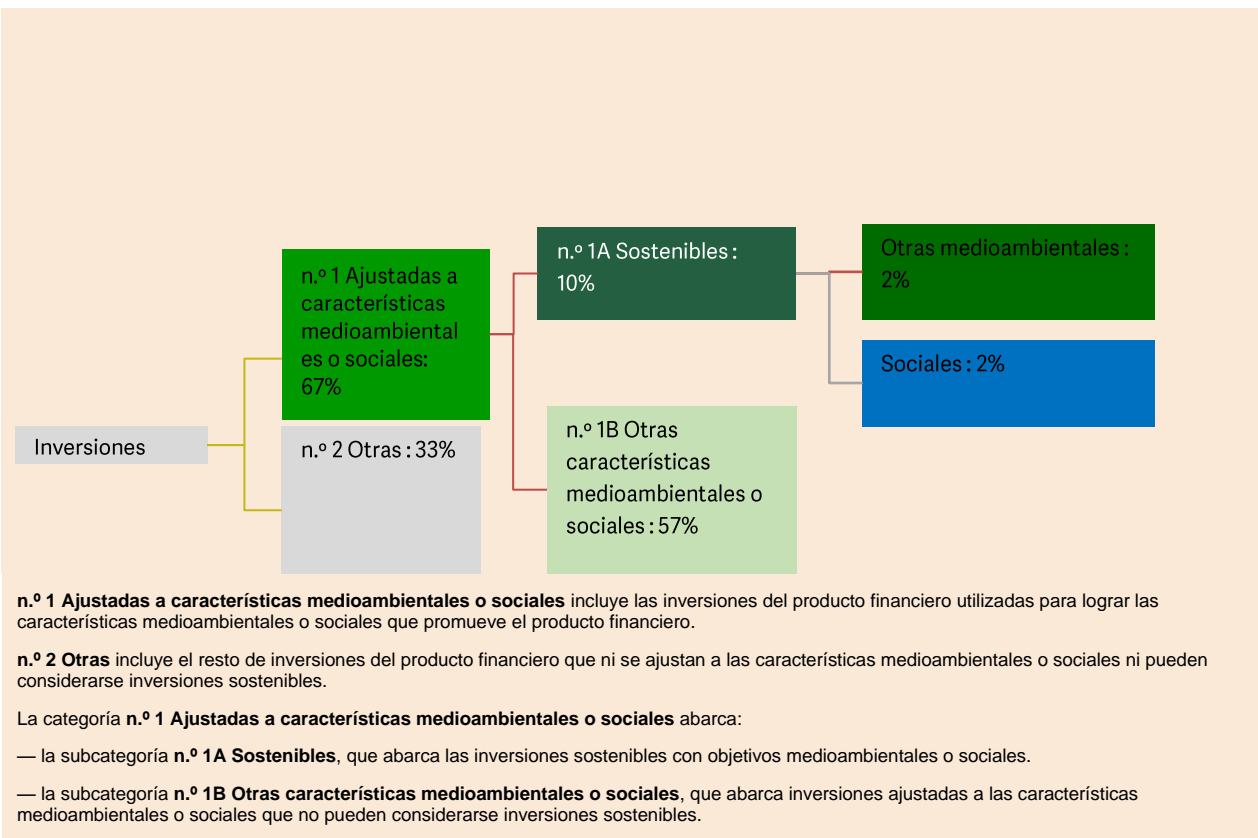 Inversiones
n.º 1 Ajustadas a
características
medioambiental
es o sociales:
67%
n.º 2 Otras : 33%
n.º 1A Sostenibles :
10%
n.º 1B Otras
características
medioambientales o
sociales : 57%
Otras medioambientales :
2%
Sociales : 2%
n.º 1 Ajustadas a características medioambientales o sociales incluye las inversiones del producto financiero utilizadas para lograr las
características medioambientales o sociales que promueve el producto financiero.
n.º 2 Otras incluye el resto de inversiones del producto financiero que ni se ajustan a las características medioambientales o sociales ni pueden
considerarse inversiones sostenibles.
La categoría n.º 1 Ajustadas a características medioambientales o sociales abarca:
— la subcategoría n.º 1A Sostenibles, que abarca las inversiones sostenibles con objetivos medioambientales o sociales.
— la subcategoría n.º 1B Otras características medioambientales o sociales, que abarca inversiones ajustadas a las características
medioambientales o sociales que no pueden considerarse inversiones sostenibles.